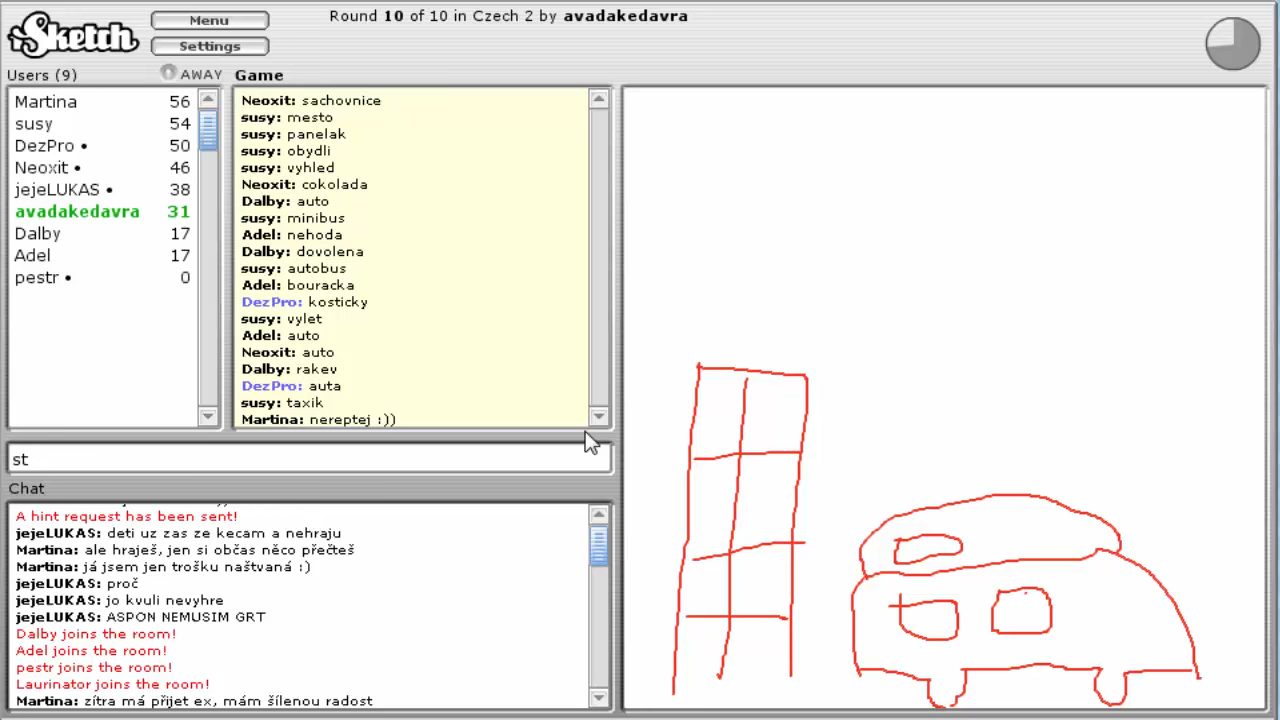 iSketch
Menu
Settings
Round 10 of 10 in Czech 2 by avadakedavra
Users (9)
AWAY
Martina 56
susy 54
DezPro • 50
Neoxit • 46
jejeLUKAS • 38
avadakedavra 31
Dalby 17
Adel 17
pestr • 0
Game
Neoxit: sachovnice
susy: mesto
susy: panelak
susy: obydli
susy: vyhled
Neoxit: cokolada
Dalby: auto
susy: minibus
Adel: nehoda
Dalby: dovolena
susy: autobus
Adel: bouracka
DezPro: kosticky
susy: vylet
Adel: auto
Neoxit: auto
Dalby: rakev
DezPro: auta
susy: taxik
Martina: nereptej :))
st
Chat
A hint request has been sent!
jejeLUKAS: deti uz zas ze kecam a nehraju
Martina: ale hraješ, jen si občas něco přečteš
Martina: já jsem jen trošku naštvaná :)
jejeLUKAS: proč
jejeLUKAS: jo kvuli nevyhre
jejeLUKAS: ASPON NEMUSIM GRT
Dalby joins the room!
Adel joins the room!
pestr joins the room!
Laurinator joins the room!
Martina: zítra má přijet ex, mám šílenou radost